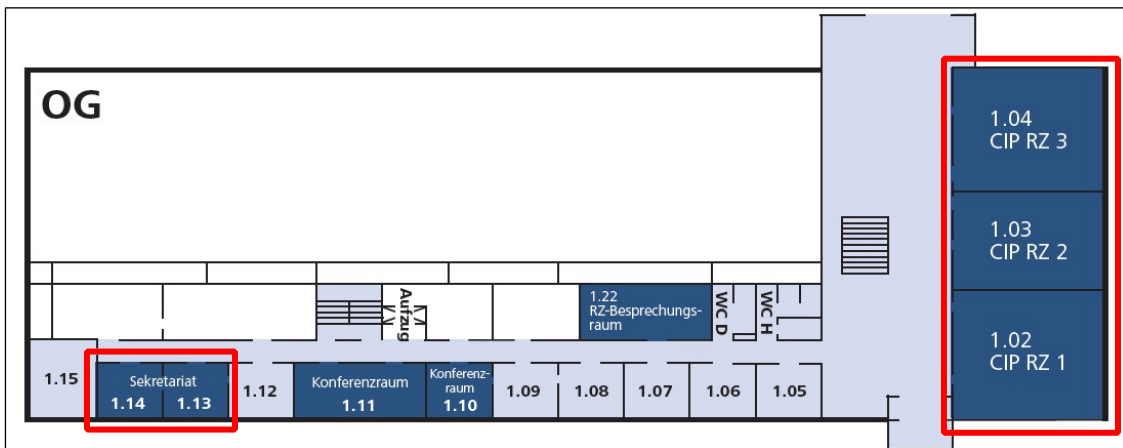 OG
1.04
CIP RZ 3
1.03
CIP RZ 2
1.02
CIP RZ 1
Aufzug
1.22
RZ-Besprechungs-
raum
WC D
WC H
1.15
Sekretariat
1.14
1.13
1.12
Konferenzraum
1.11
Konferenz-
raum
1.10
1.09
1.08
1.07
1.06
1.05